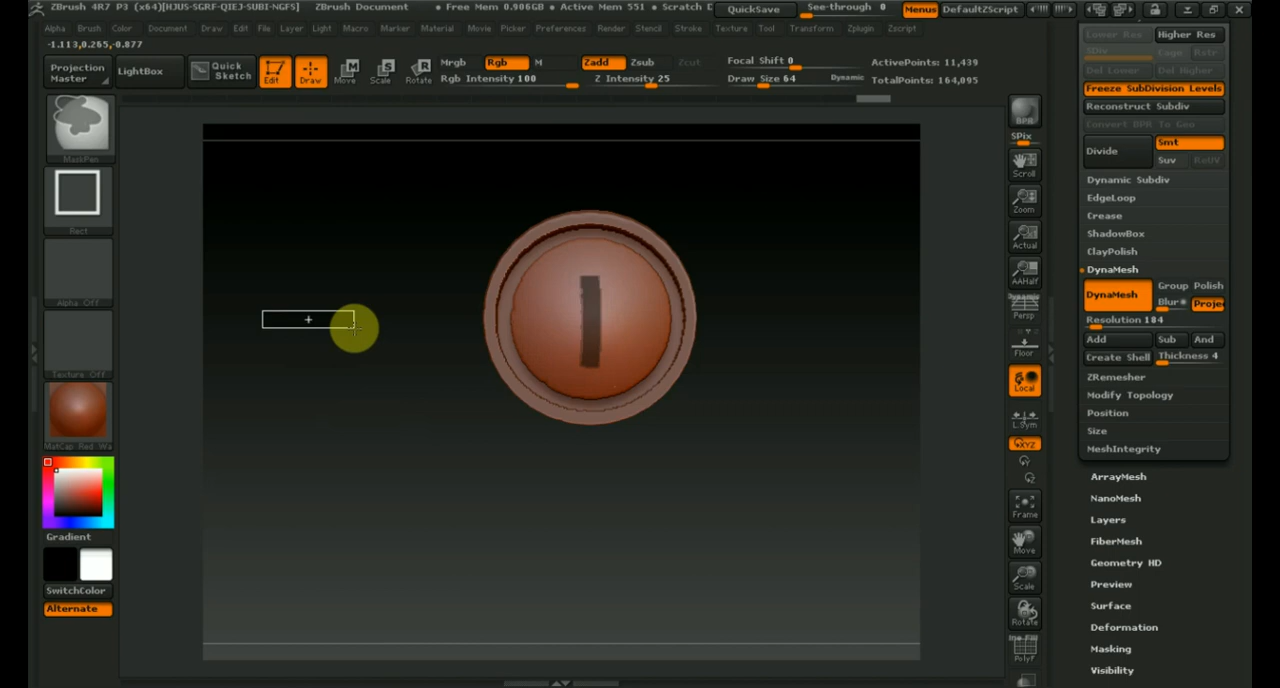 ZBrush 4R7 P3 (x64)[HJUS-SGRF-QIEJ-SUBI-NGFS] ZBrush Document • Free Mem 0.906GB • Active Mem 551 • Scratch D QuickSave See-through 0 Menus DefaultZScript
Alpha Brush Color Document Draw Edit File Layer Light Macro Marker Material Movie Picker Preferences Render Stencil Stroke Texture Tool Transform Zplugin Zscript
-1.113,0.265,-0.877
Projection Master
LightBox
Quick Sketch
Edit
Draw
Move
Scale
Rotate
Mrgb Rgb M
Rgb Intensity 100
Zadd Zsub Zcut
Z Intensity 25
Focal Shift 0
Draw Size 64 Dynamic
ActivePoints: 11,439
TotalPoints: 164,095
MaskPen
Rect
Alpha Off
Texture Off
MatCap Red Wa
Gradient
SwitchColor
Alternate
BPR
SPix
Scroll
Zoom
Actual
AAHalf
Dynamic
Persp
Floor
Local
L.Sym
XYZ
Frame
Move
Scale
Rotate
Line Fill
PolyF
Lower Res Higher Res
SDiv Cage Rstr
Del Lower Del Higher
Freeze SubDivision Levels
Reconstruct Subdiv
Convert BPR To Geo
Divide Smt
Suv ReUV
Dynamic Subdiv
EdgeLoop
Crease
ShadowBox
ClayPolish
DynaMesh
DynaMesh Group Polish
Blur Proje
Resolution 184
Add Sub And
Create Shell Thickness 4
ZRemesher
Modify Topology
Position
Size
MeshIntegrity
ArrayMesh
NanoMesh
Layers
FiberMesh
Geometry HD
Preview
Surface
Deformation
Masking
Visibility